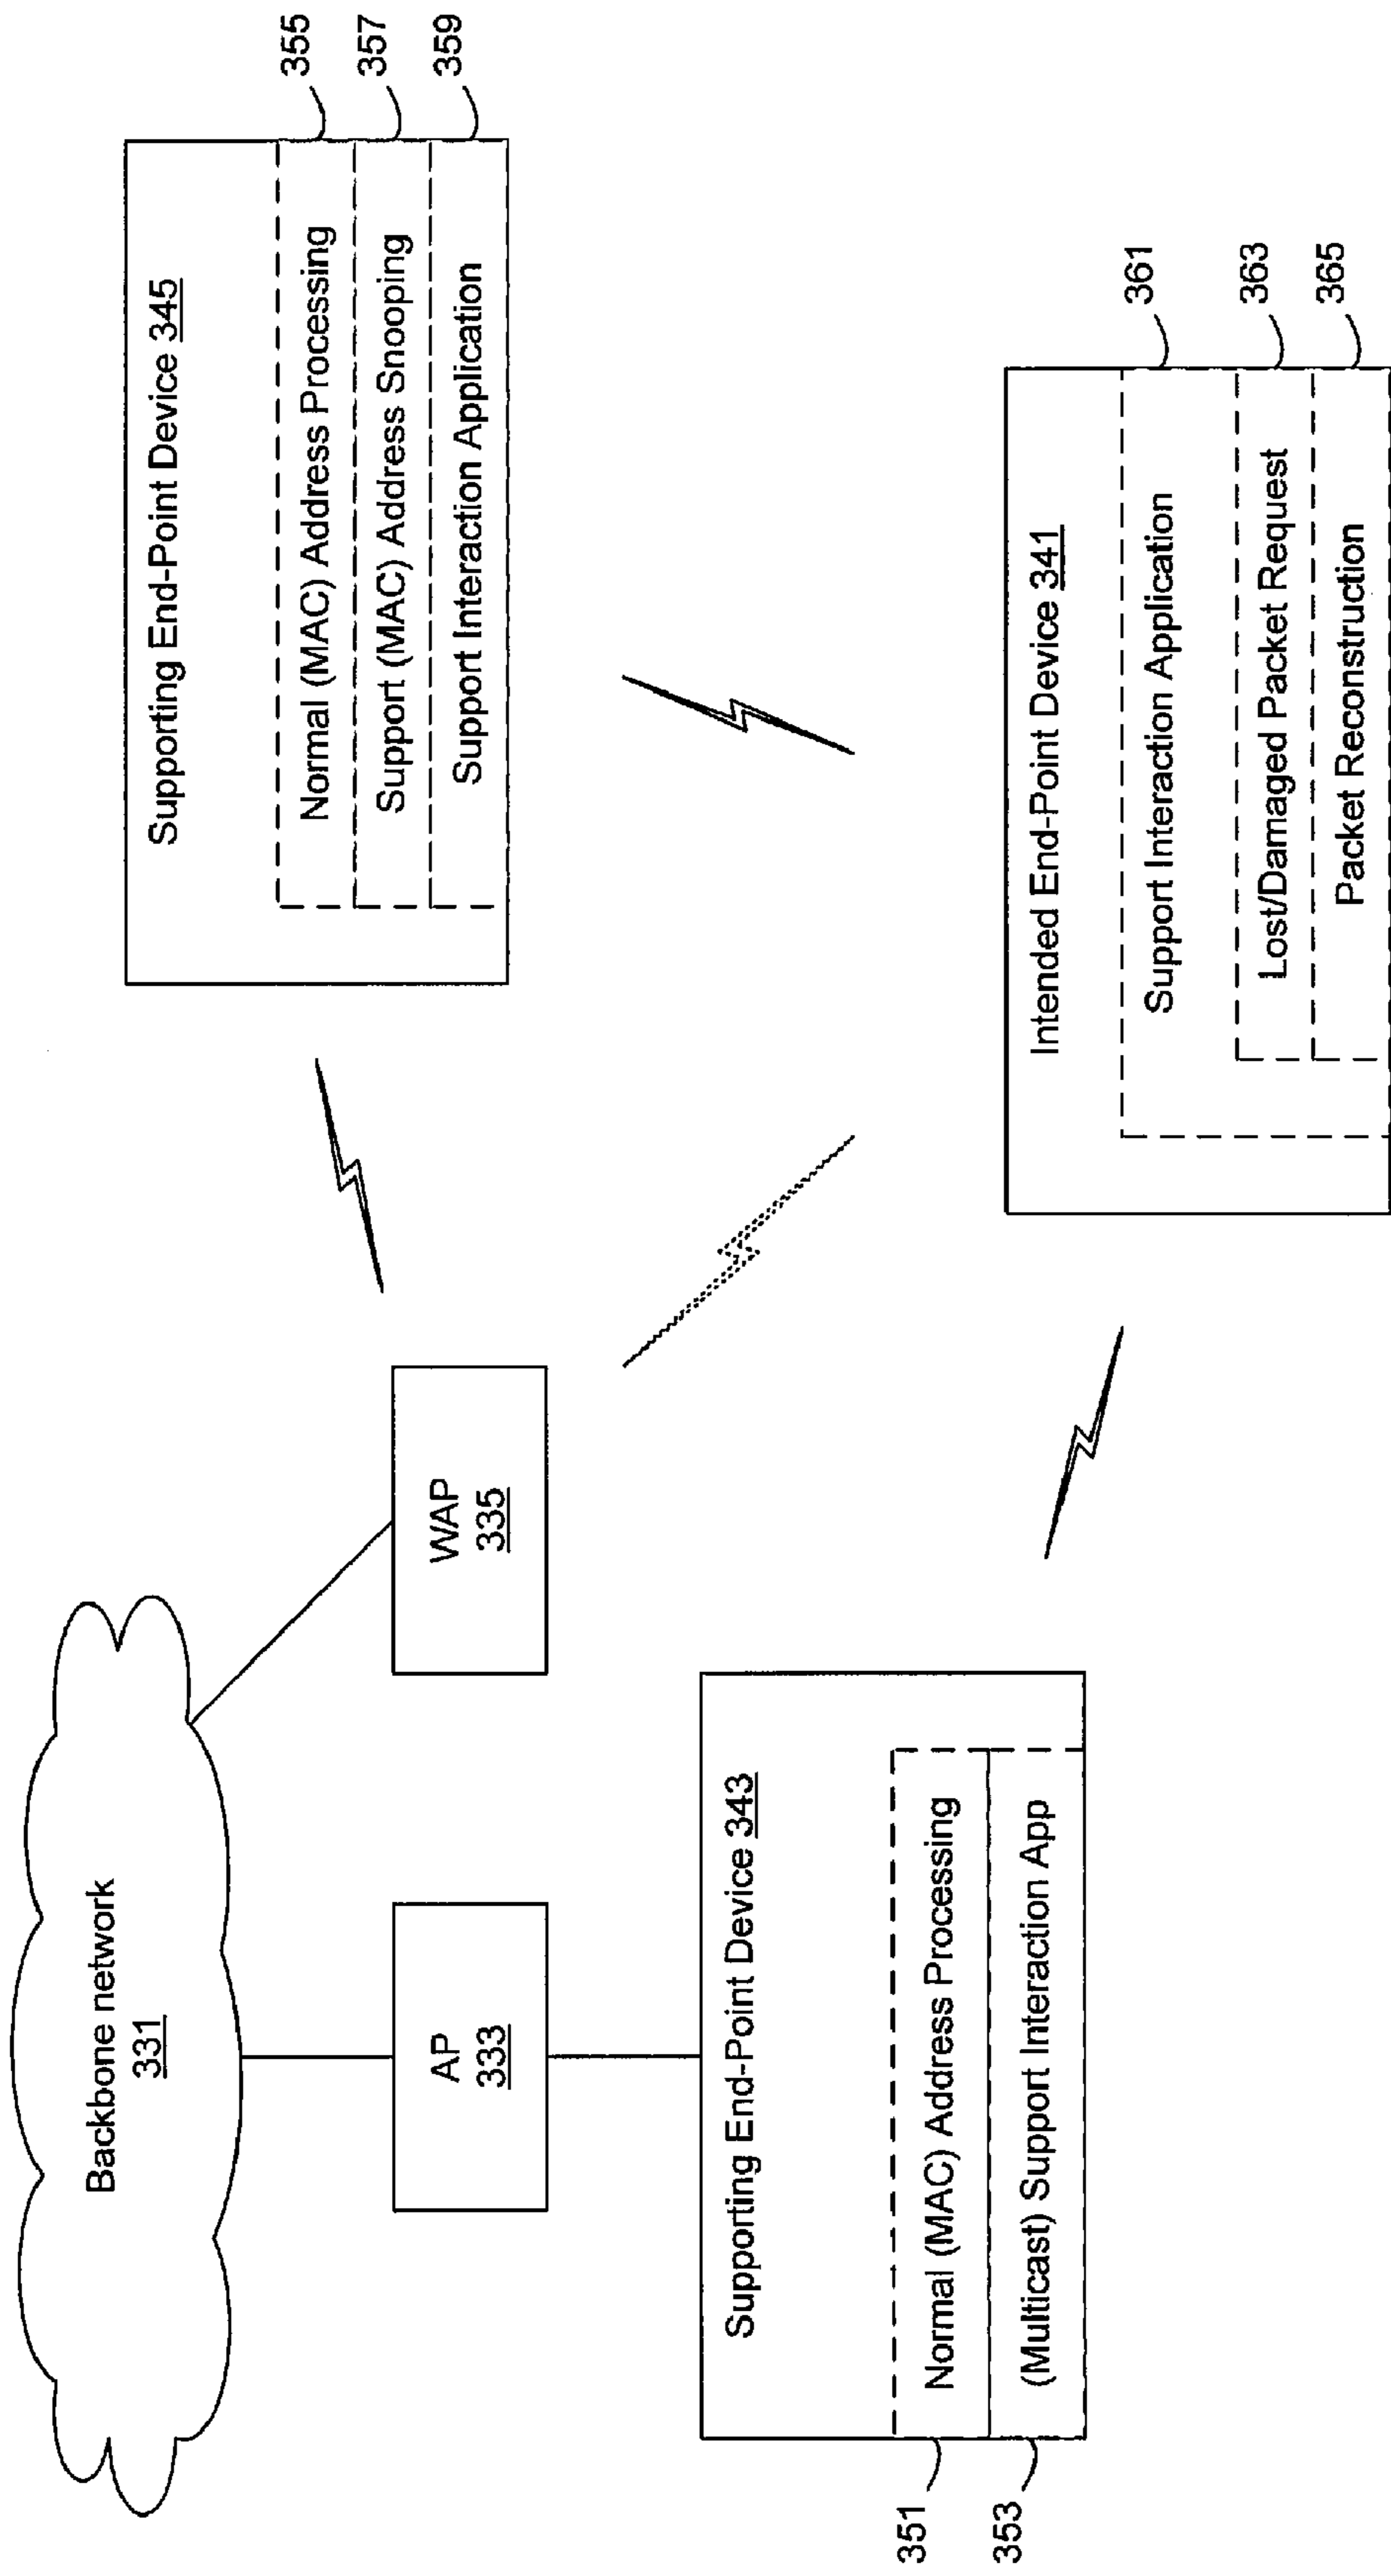 Backbone network
331
AP
333
WAP
335
Supporting End-Point Device 343
Normal (MAC) Address Processing
(Multicast) Support Interaction App
351
353
Supporting End-Point Device 345
Normal (MAC) Address Processing
Support (MAC) Address Snooping
Support Interaction Application
355
357
359
Intended End-Point Device 341
Support Interaction Application
Lost/Damaged Packet Request
Packet Reconstruction
361
363
365